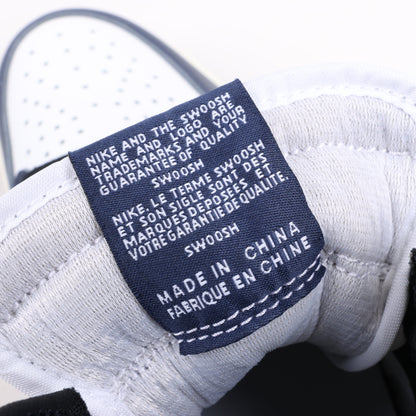 NIKE AND THE SWOOSH
NAME AND LOGO ARE
TRADEMARKS AND YOUR
GUARANTEE OF QUALITY
SWOOSH
NIKE, LE TERME SWOOSH
ET SON SIGLE SONT DES
MARQUES DEPOSÉES ET
VOTRE GARANTIE DE QUALITE.
SWOOSH
MADE IN CHINA
FABRIQUE EN CHINE